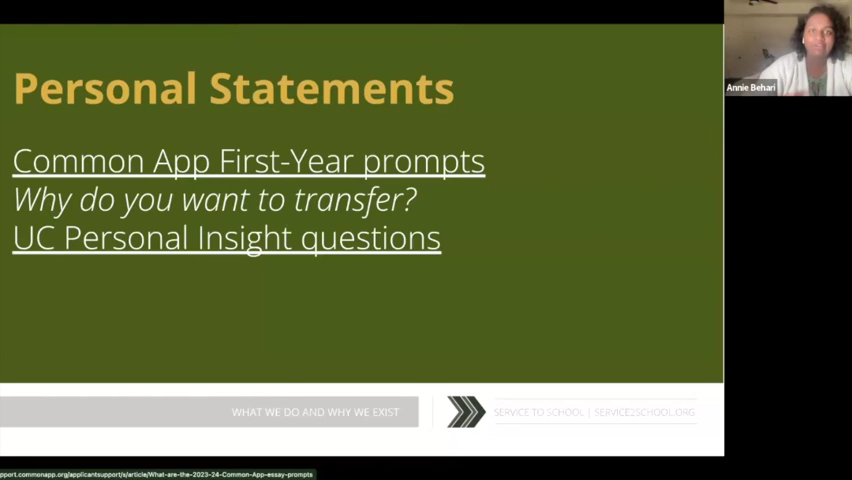 Personal Statements
Common App First-Year prompts
Why do you want to transfer?
UC Personal Insight questions
Annie Behari
WHAT WE DO AND WHY WE EXIST
SERVICE TO SCHOOL | SERVICE2SCHOOL.ORG
pport.commonapp.org/applicantsupport/s/article/What-are-the-2023-24-Common-App-essay-prompts